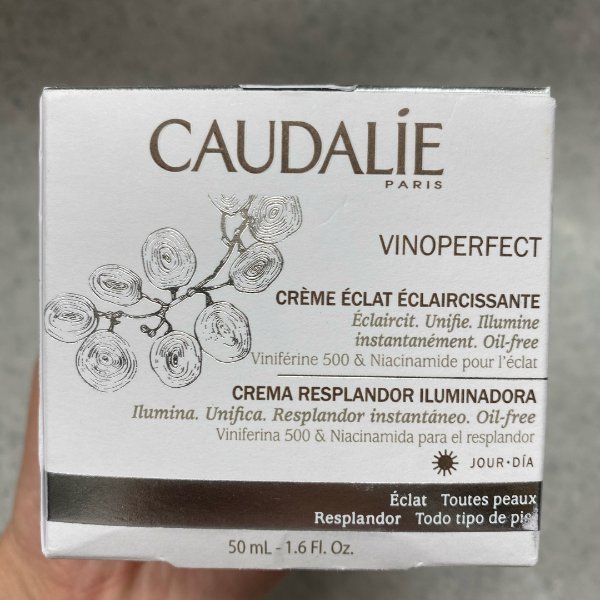 CAUDALÍE
PARIS
VINOPERFECT
CRÈME ÉCLAT ÉCLAIRCISSANTE
Éclaircit. Unifie. Illumine
instantanément. Oil-free
Viniférine 500 & Niacinamide pour l'éclat
CREMA RESPLANDOR ILUMINADORA
Ilumina. Unifica. Resplandor instantáneo. Oil-free
Viniferina 500 & Niacinamida para el resplandor
JOUR·DÍA
Éclat Toutes peaux
Resplandor Todo tipo de piel
50 mL - 1.6 Fl. Oz.